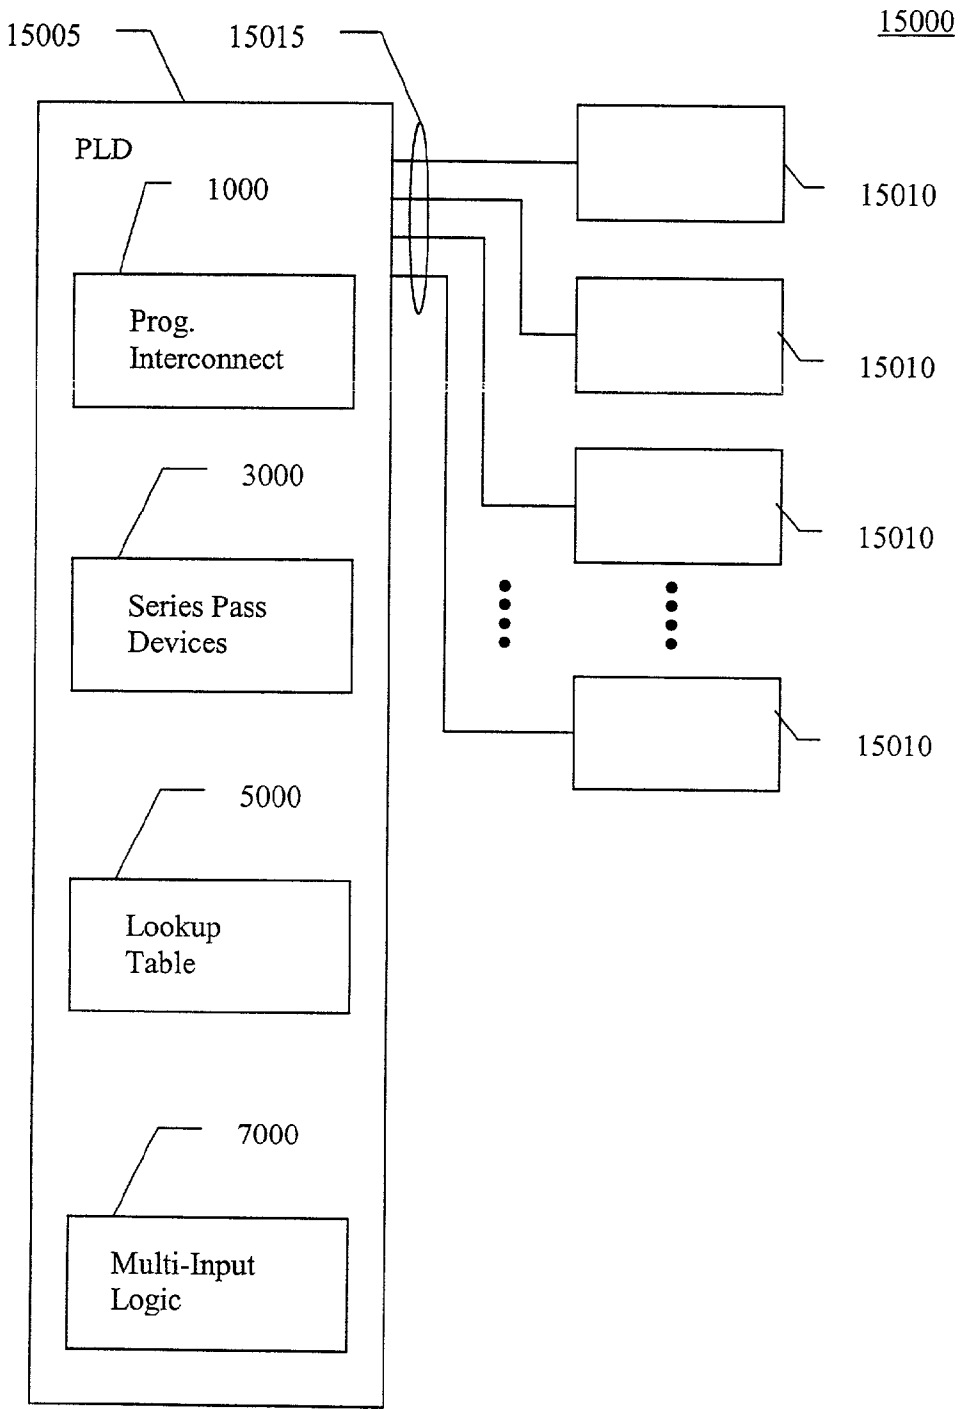 15000
15005
15015
PLD
1000
15010
Prog.
Interconnect
15010
3000
15010
Series Pass
Devices
15010
5000
Lookup
Table
7000
Multi-Input
Logic